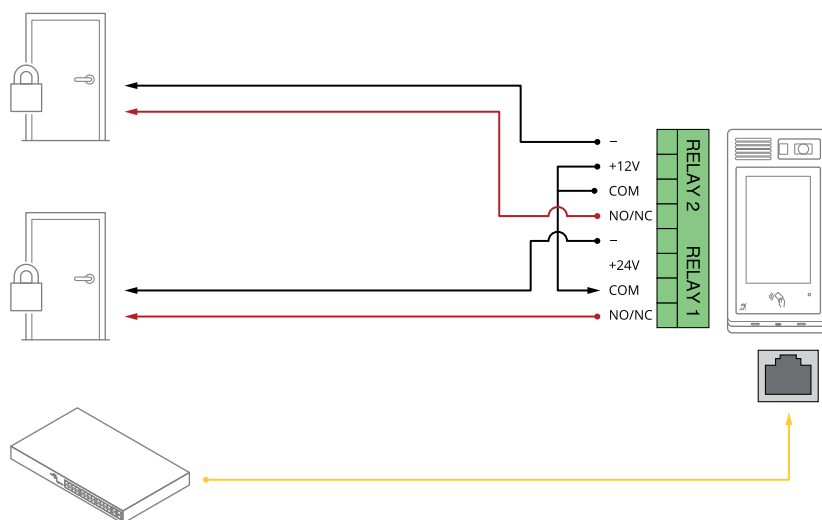 –
+12V
COM
NO/NC
–
+24V
COM
NO/NC
RELAY 2
RELAY 1